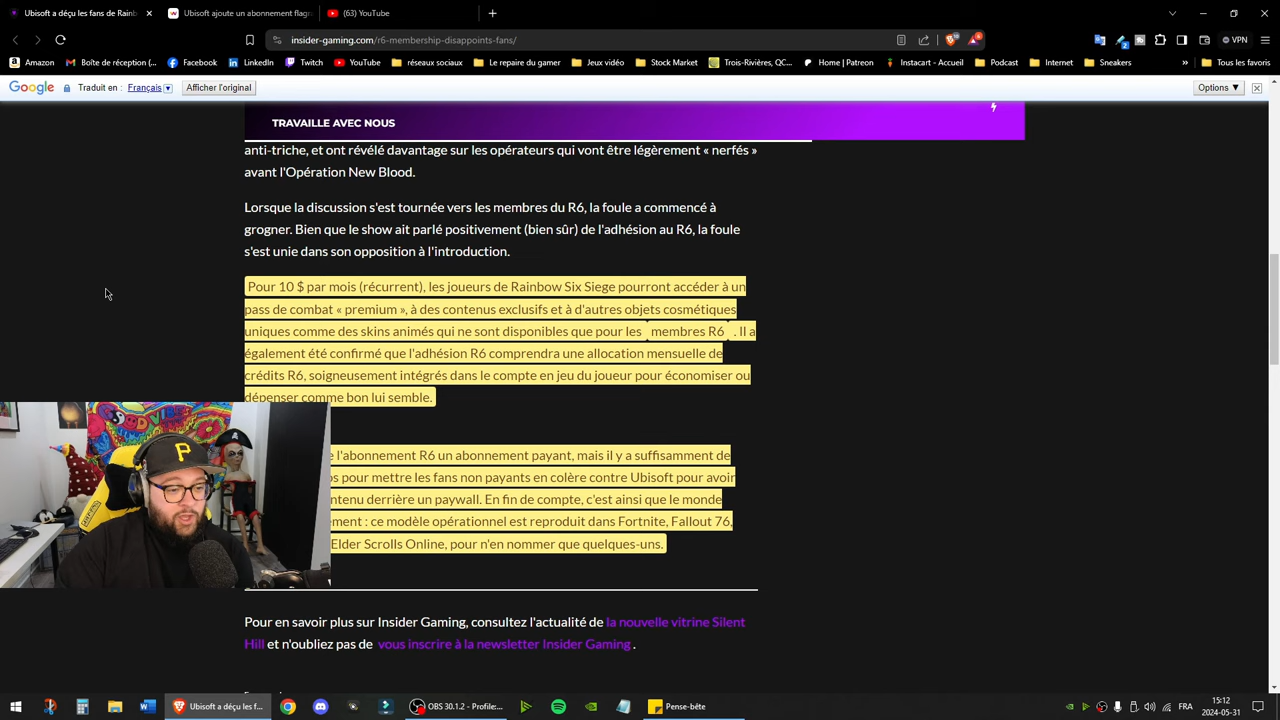 Ubisoft a déçu les fans de Rainb
Ubisoft ajoute un abonnement flagr
(63) YouTube
insider-gaming.com/r6-membership-disappoints-fans/
VPN
Amazon
Boîte de réception (...
Facebook
LinkedIn
Twitch
YouTube
réseaux sociaux
Le repaire du gamer
Jeux vidéo
Stock Market
Trois-Rivières, QC...
Home | Patreon
Instacart - Accueil
Podcast
Internet
Sneakers
Tous les favoris
Google
Traduit en :
Français
Afficher l'original
Options ▼
TRAVAILLE AVEC NOUS
anti-triche, et ont révélé davantage sur les opérateurs qui vont être légèrement « nerfés »
avant l'Opération New Blood.
Lorsque la discussion s'est tournée vers les membres du R6, la foule a commencé à
grogner. Bien que le show ait parlé positivement (bien sûr) de l'adhésion au R6, la foule
s'est unie dans son opposition à l'introduction.
Pour 10 $ par mois (récurrent), les joueurs de Rainbow Six Siege pourront accéder à un
pass de combat « premium », à des contenus exclusifs et à d'autres objets cosmétiques
uniques comme des skins animés qui ne sont disponibles que pour les membres R6 . Il a
également été confirmé que l'adhésion R6 comprendra une allocation mensuelle de
crédits R6, soigneusement intégrés dans le compte en jeu du joueur pour économiser ou
dépenser comme bon lui semble.
l'abonnement R6 un abonnement payant, mais il y a suffisamment de
pour mettre les fans non payants en colère contre Ubisoft pour avoir
ntenu derrière un paywall. En fin de compte, c'est ainsi que le monde
ement : ce modèle opérationnel est reproduit dans Fortnite, Fallout 76,
Elder Scrolls Online, pour n'en nommer que quelques-uns.
GOOD VIBES
P
Pour en savoir plus sur Insider Gaming, consultez l'actualité de la nouvelle vitrine Silent
Hill et n'oubliez pas de vous inscrire à la newsletter Insider Gaming .
Ubisoft a déçu les f...
OBS 30.1.2 - Profile:...
Pense-bête
FRA
15:12
2024-05-31